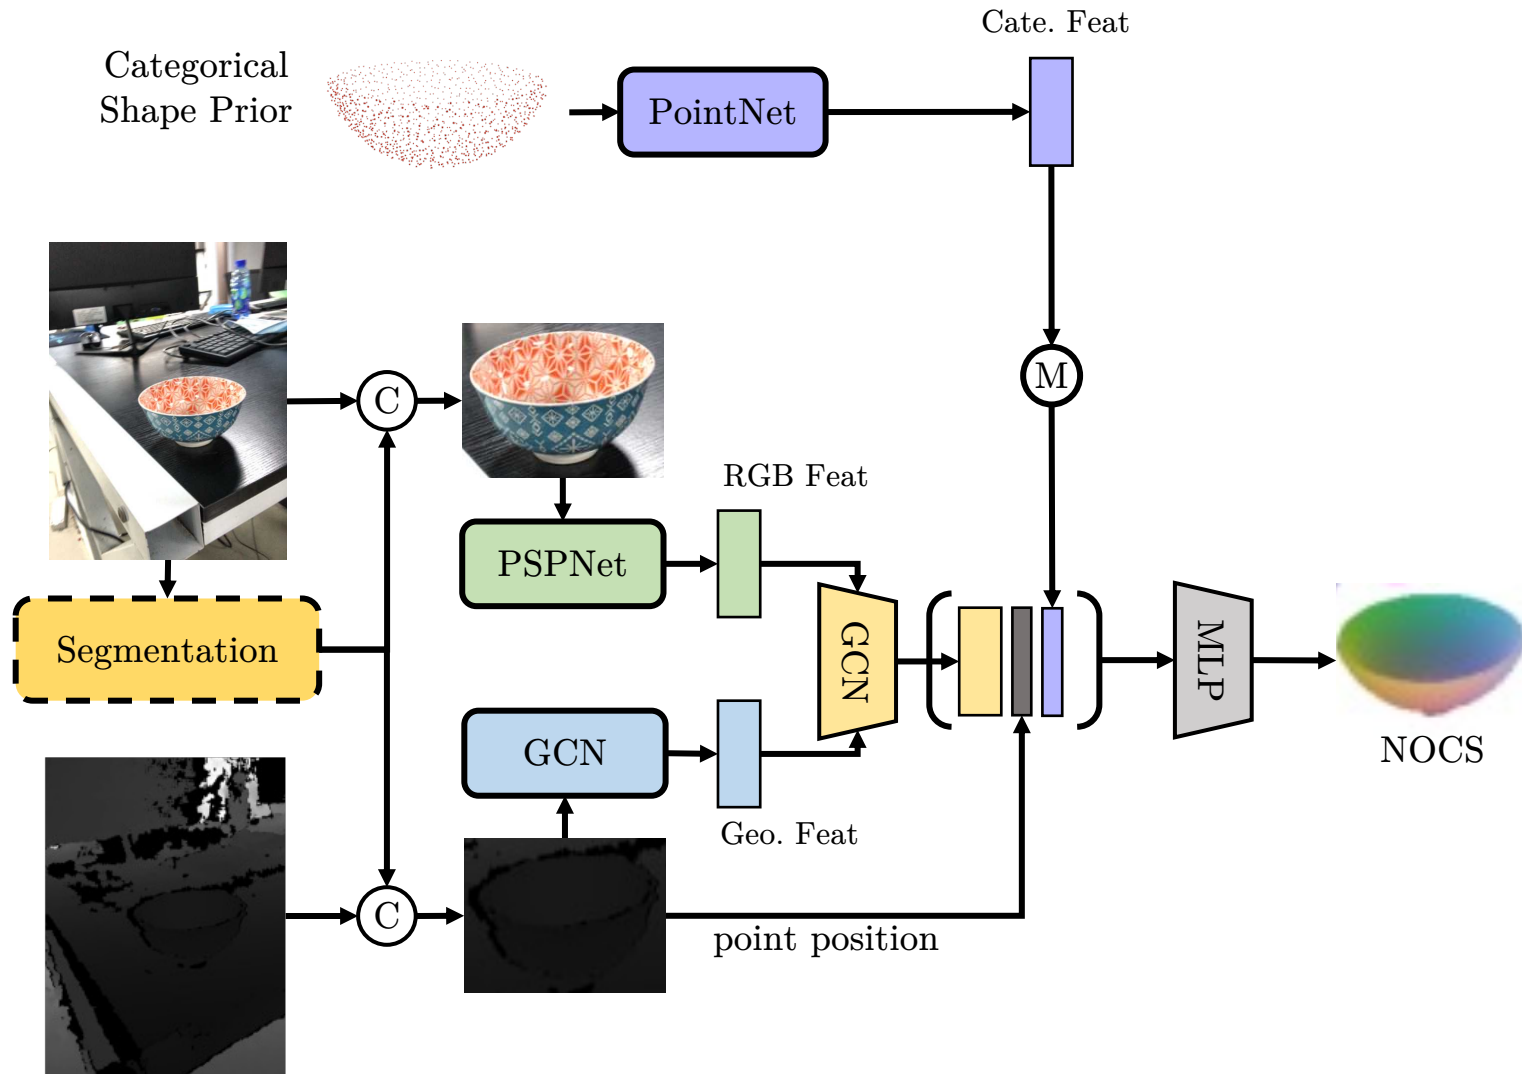 Cate. Feat
Categorical
Shape Prior
PointNet
M
C
RGB Feat
PSPNet
Segmentation
GCN
MLP
GCN
NOCS
Geo. Feat
C
point position